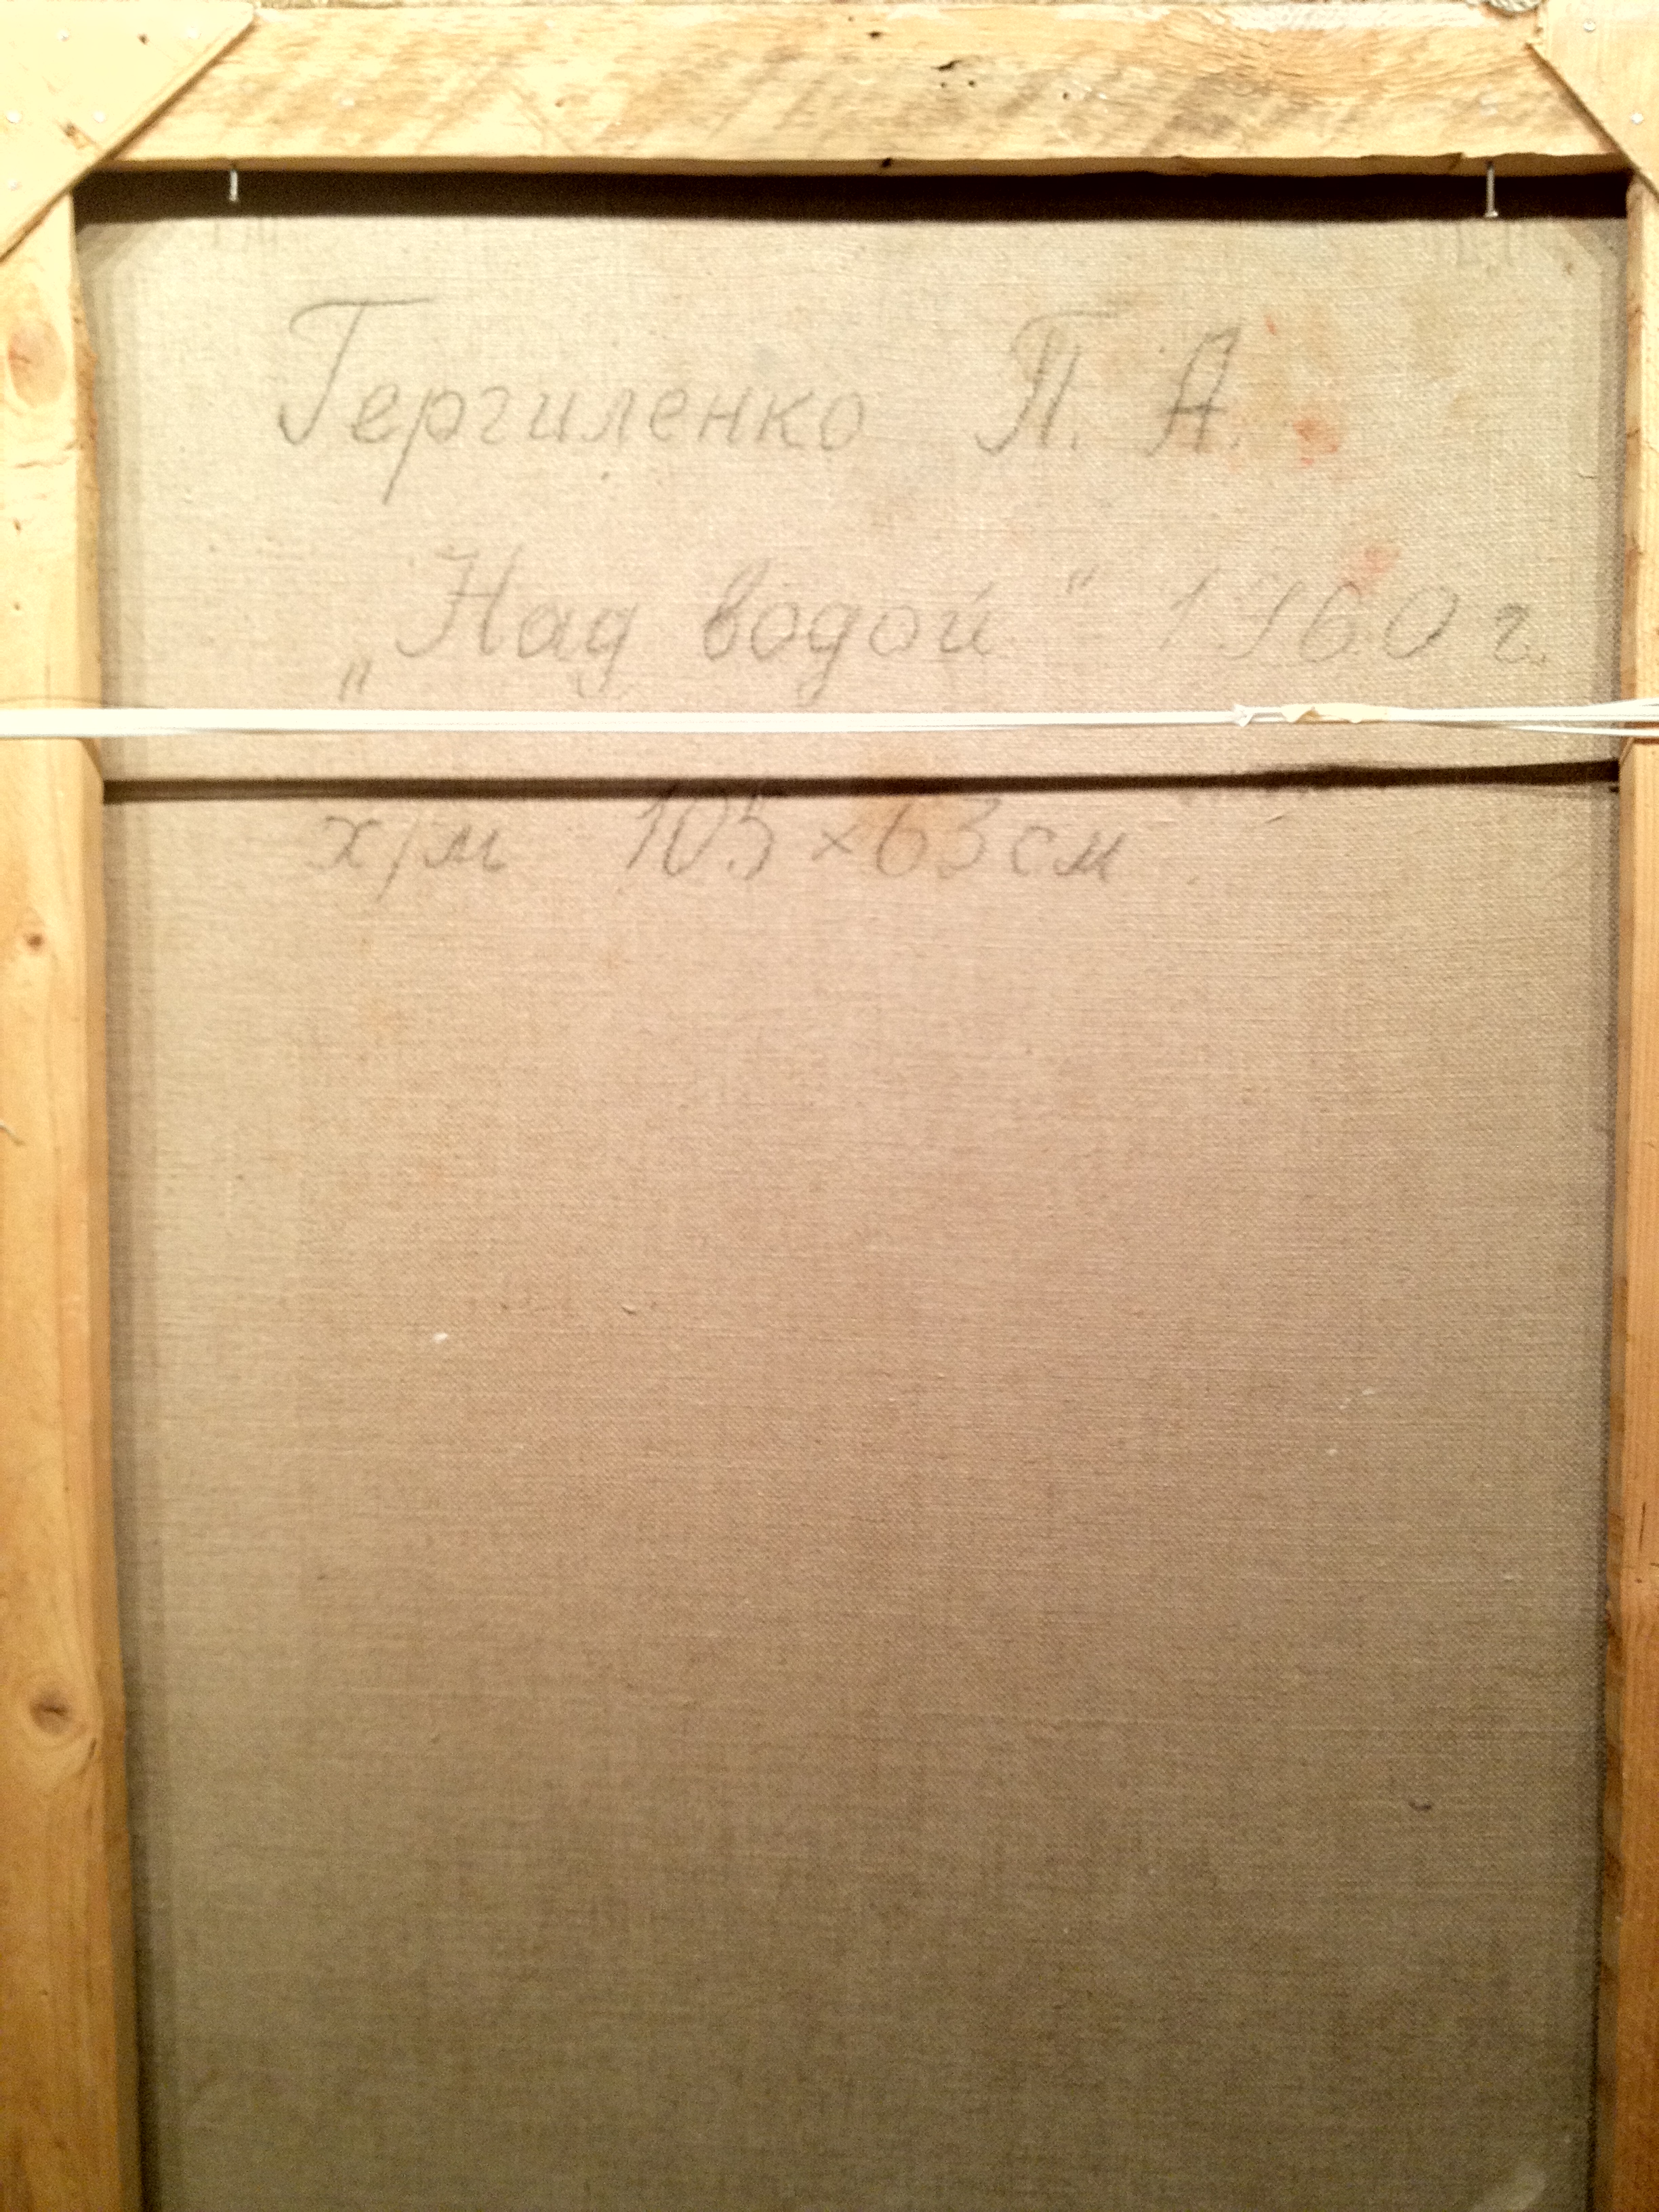 Гергиленко П. А.
„Над водой“ 1960 г.
х/м 105×63 см